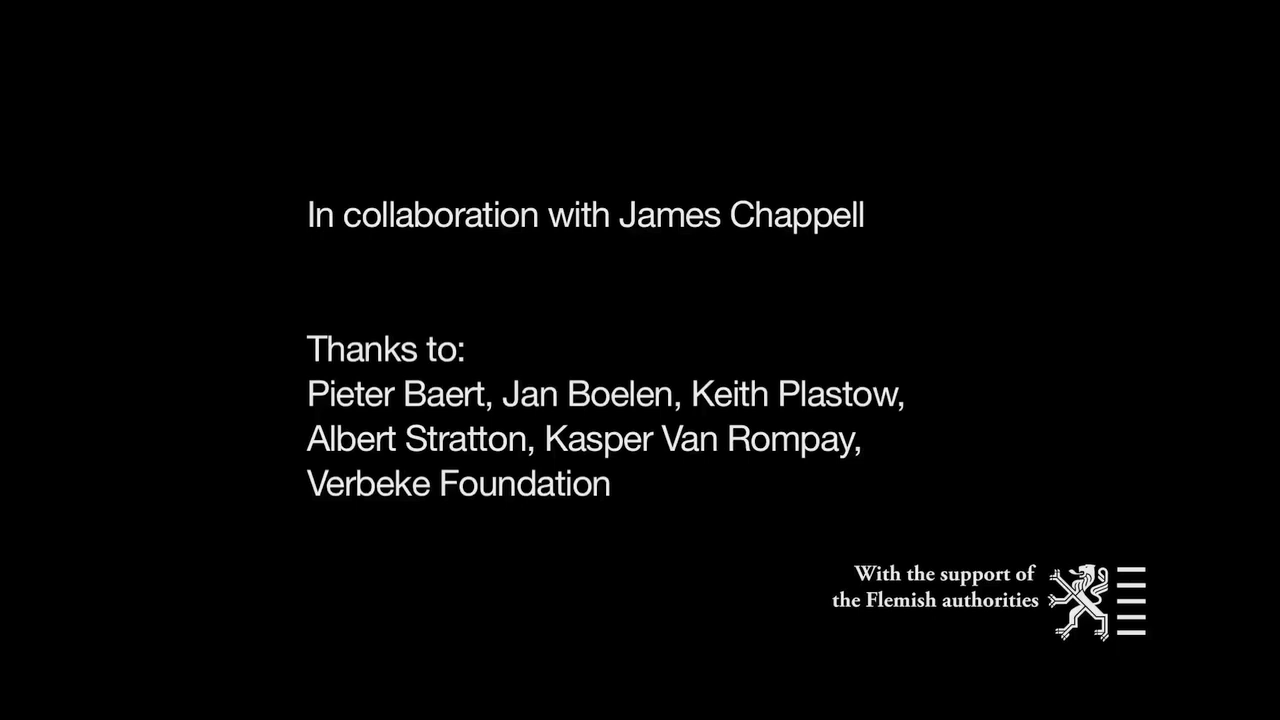 In collaboration with James Chappell
Thanks to:
Pieter Baert, Jan Boelen, Keith Plastow,
Albert Stratton, Kasper Van Rompay,
Verbeke Foundation
With the support of
the Flemish authorities